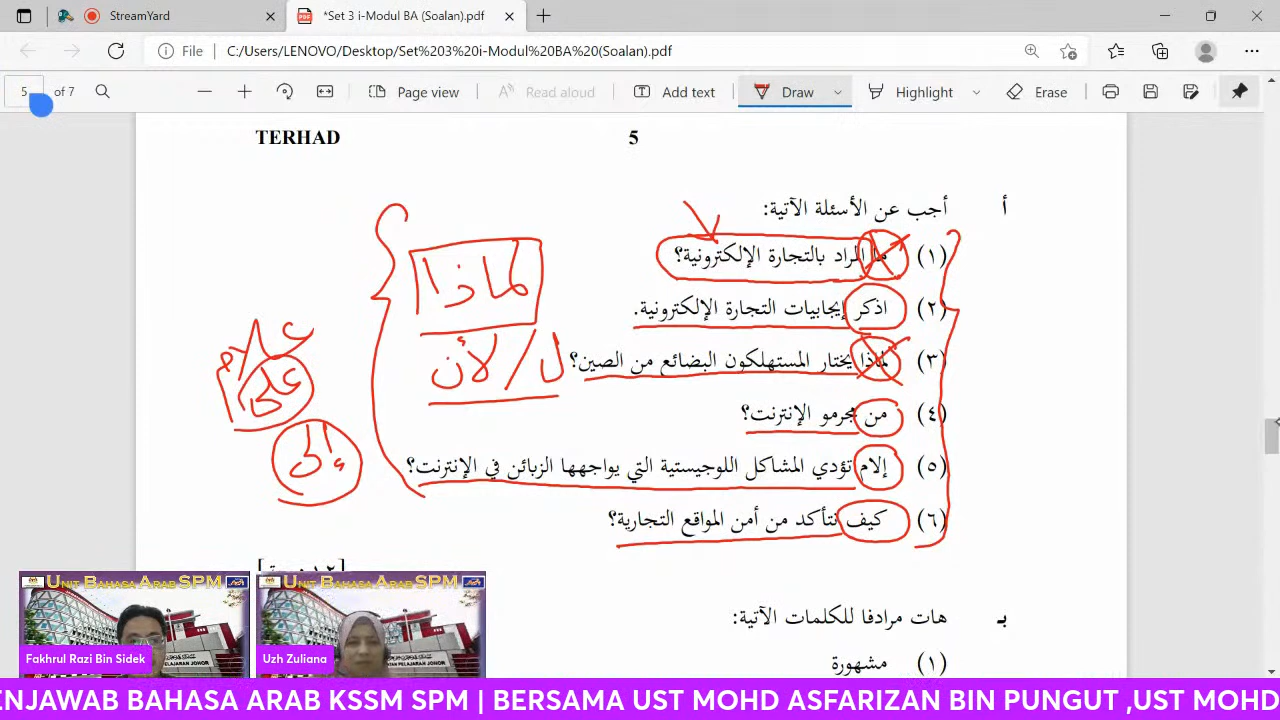 StreamYard
*Set 3 i-Modul BA (Soalan).pdf
File
C:/Users/LENOVO/Desktop/Set%203%20i-Modul%20BA%20(Soalan).pdf
5 of 7
Page view
Read aloud
Add text
Draw
Highlight
Erase
TERHAD 5
أ أجب عن الأسئلة الآتية:
(١) ما المراد بالتجارة الإلكترونية؟
(٢) اذكر إيجابيات التجارة الإلكترونية.
(٣) لماذا يختار المستهلكون البضائع من الصين؟
(٤) من مجرمو الإنترنت؟
(٥) إلام تؤدي المشاكل اللوجيستية التي يواجهها الزبائن في الإنترنت؟
(٦) كيف نتأكد من أمن المواقع التجارية؟
لماذا
ل / لأن
علام
على
إلى
بـ هات مرادفا للكلمات الآتية:
(١) مشهورة
UNIT BAHASA ARAB SPM
UNIT BAHASA ARAB SPM
Fakhrul Razi Bin Sidek
Uzh Zuliana
ENJAWAB BAHASA ARAB KSSM SPM | BERSAMA UST MOHD ASFARIZAN BIN PUNGUT ,UST MOHD